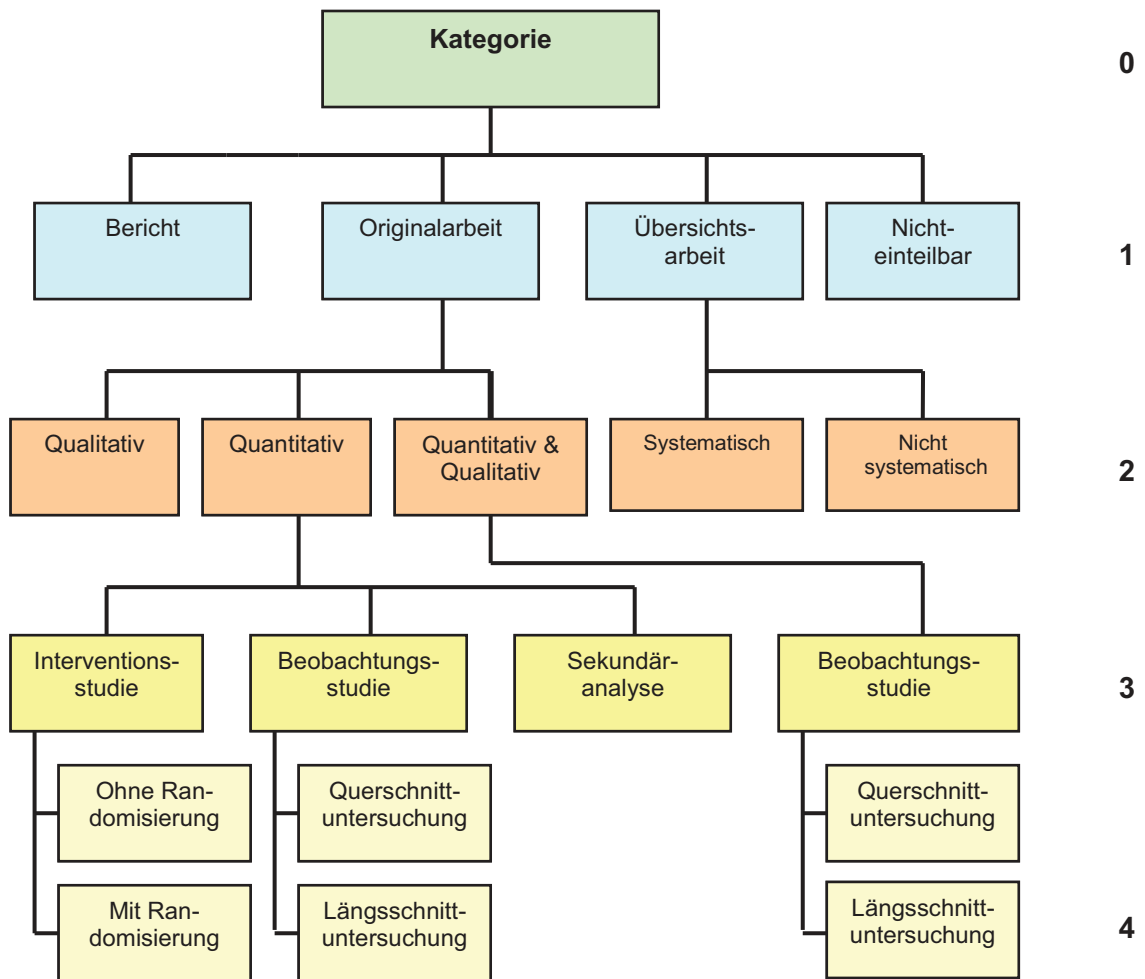 Kategorie
0
Bericht
Originalarbeit
Übersichts-
arbeit
Nicht-
einteilbar
1
Qualitativ
Quantitativ
Quantitativ &
Qualitativ
Systematisch
Nicht
systematisch
2
Interventions-
studie
Beobachtungs-
studie
Sekundär-
analyse
Beobachtungs-
studie
3
Ohne Ran-
domisierung
Querschnitt-
untersuchung
Querschnitt-
untersuchung
Mit Ran-
domisierung
Längsschnitt-
untersuchung
Längsschnitt-
untersuchung
4